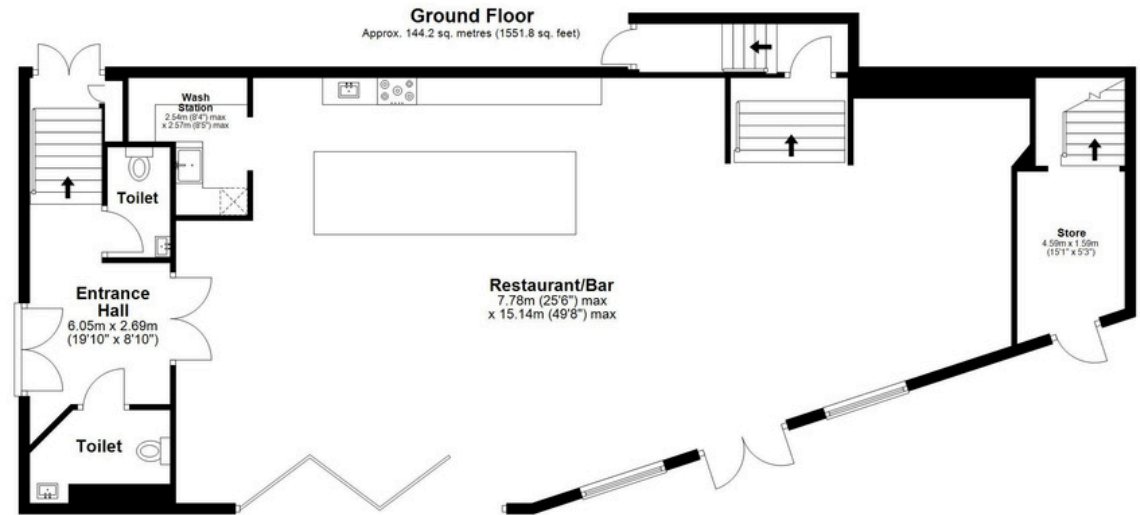 Ground Floor
Approx. 144.2 sq. metres (1551.8 sq. feet)
Wash
Station
2.54m (8'4") max
x 2.57m (8'5") max
Toilet
Entrance
Hall
6.05m x 2.69m
(19'10" x 8'10")
Toilet
Restaurant/Bar
7.78m (25'6") max
x 15.14m (49'8") max
Store
4.59m x 1.59m
(15'1" x 5'3")